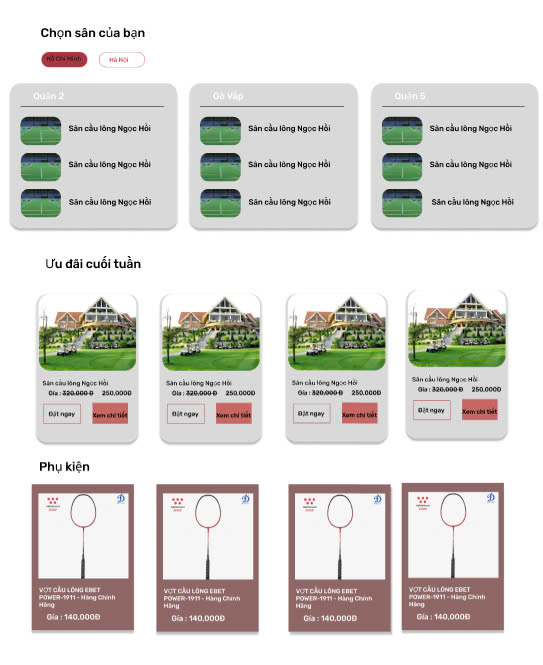 Chọn sân của bạn
Hồ Chí Minh
Hà Nội
Quận 2
Gò Vấp
Quận 5
Sân cầu lông Ngọc Hồi
Sân cầu lông Ngọc Hồi
Sân cầu lông Ngọc Hồi
Sân cầu lông Ngọc Hồi
Sân cầu lông Ngọc Hồi
Sân cầu lông Ngọc Hồi
Sân cầu lông Ngọc Hồi
Sân cầu lông Ngọc Hồi
Sân cầu lông Ngọc Hồi
Ưu đãi cuối tuần
Sân cầu lông Ngọc Hồi
Gía : 320,000 Đ 250,000Đ
Đặt ngay
Xem chi tiết
Sân cầu lông Ngọc Hồi
Gía : 320,000 Đ 250,000Đ
Đặt ngay
Xem chi tiết
Sân cầu lông Ngọc Hồi
Gía : 320,000 Đ 250,000Đ
Đặt ngay
Xem chi tiết
Sân cầu lông Ngọc Hồi
Gía : 320,000 Đ 250,000Đ
Đặt ngay
Xem chi tiết
Phụ kiện
VỢT CẦU LÔNG EBET
POWER-1911 - Hàng Chính
Hãng
Gía : 140,000Đ
VỢT CẦU LÔNG EBET
POWER-1911 - Hàng Chính
Hãng
Gía : 140,000Đ
VỢT CẦU LÔNG EBET
POWER-1911 - Hàng Chính
Hãng
Gía : 140,000Đ
VỢT CẦU LÔNG EBET
POWER-1911 - Hàng Chính
Hãng
Gía : 140,000Đ